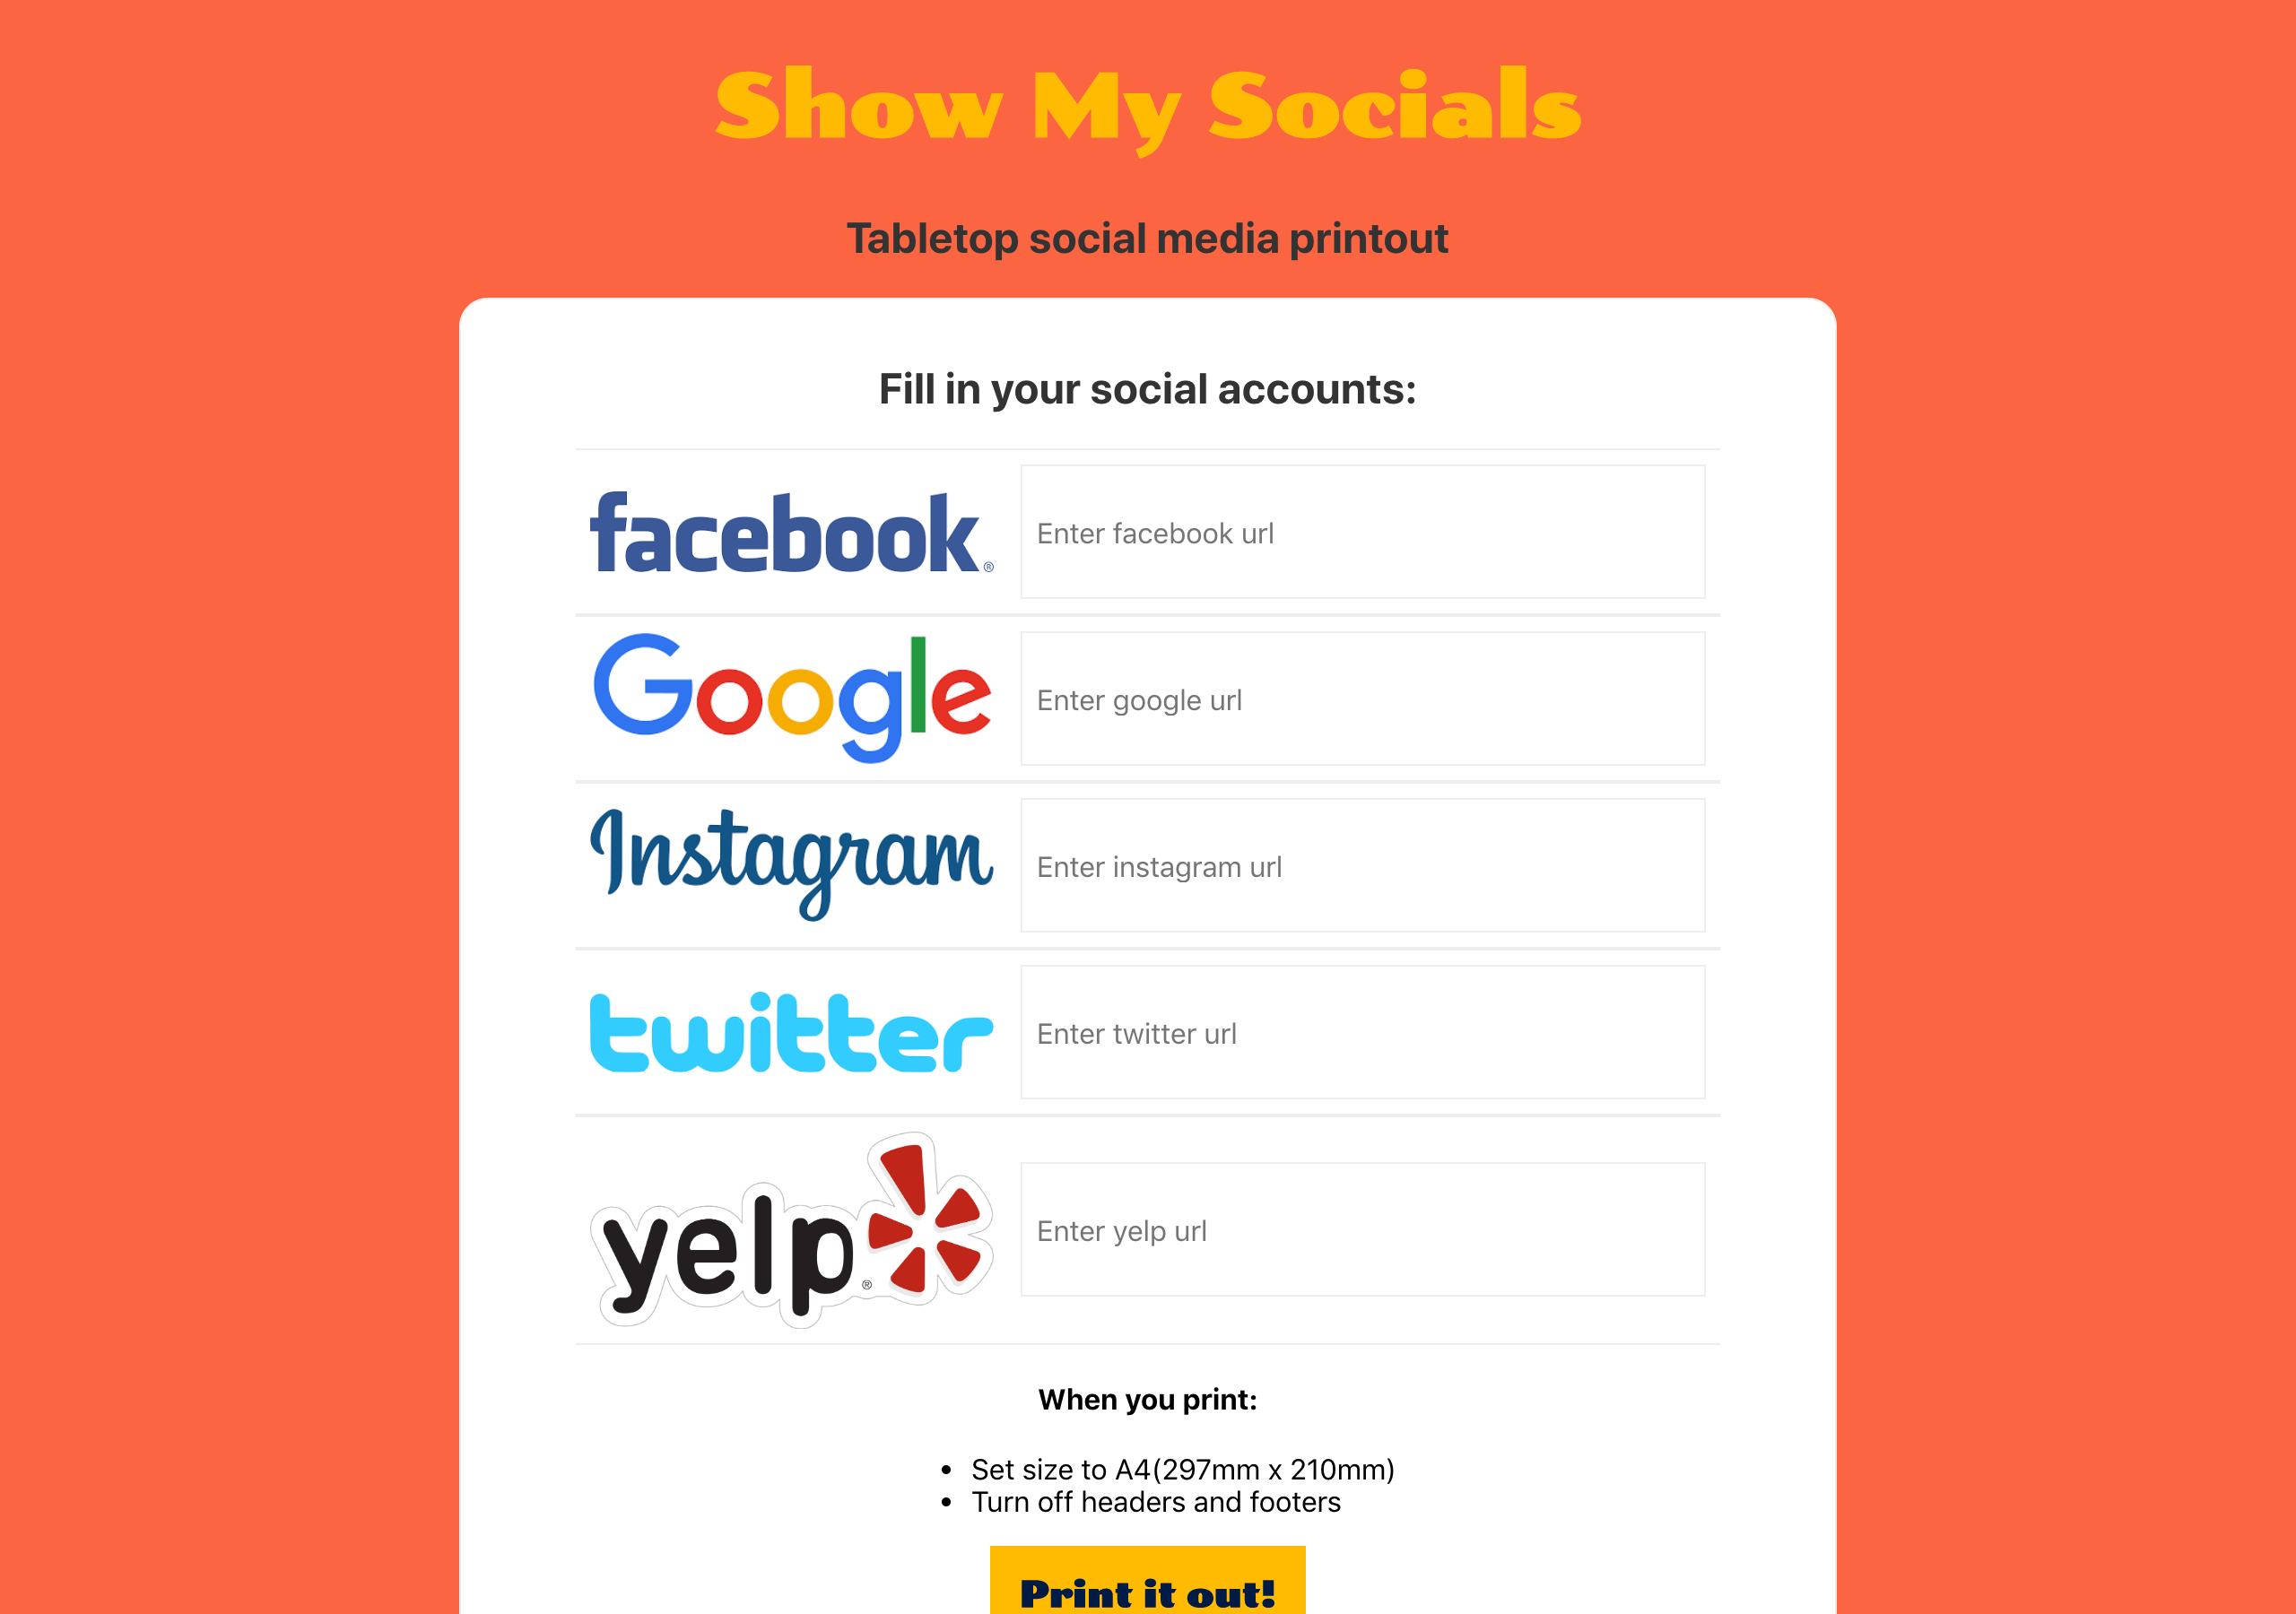 Show My Socials
Tabletop social media printout
Fill in your social accounts:
facebook®
Enter facebook url
Google
Enter google url
Instagram
Enter instagram url
twitter
Enter twitter url
yelp®
Enter yelp url
When you print:
• Set size to A4(297mm x 210mm)
• Turn off headers and footers
Print it out!